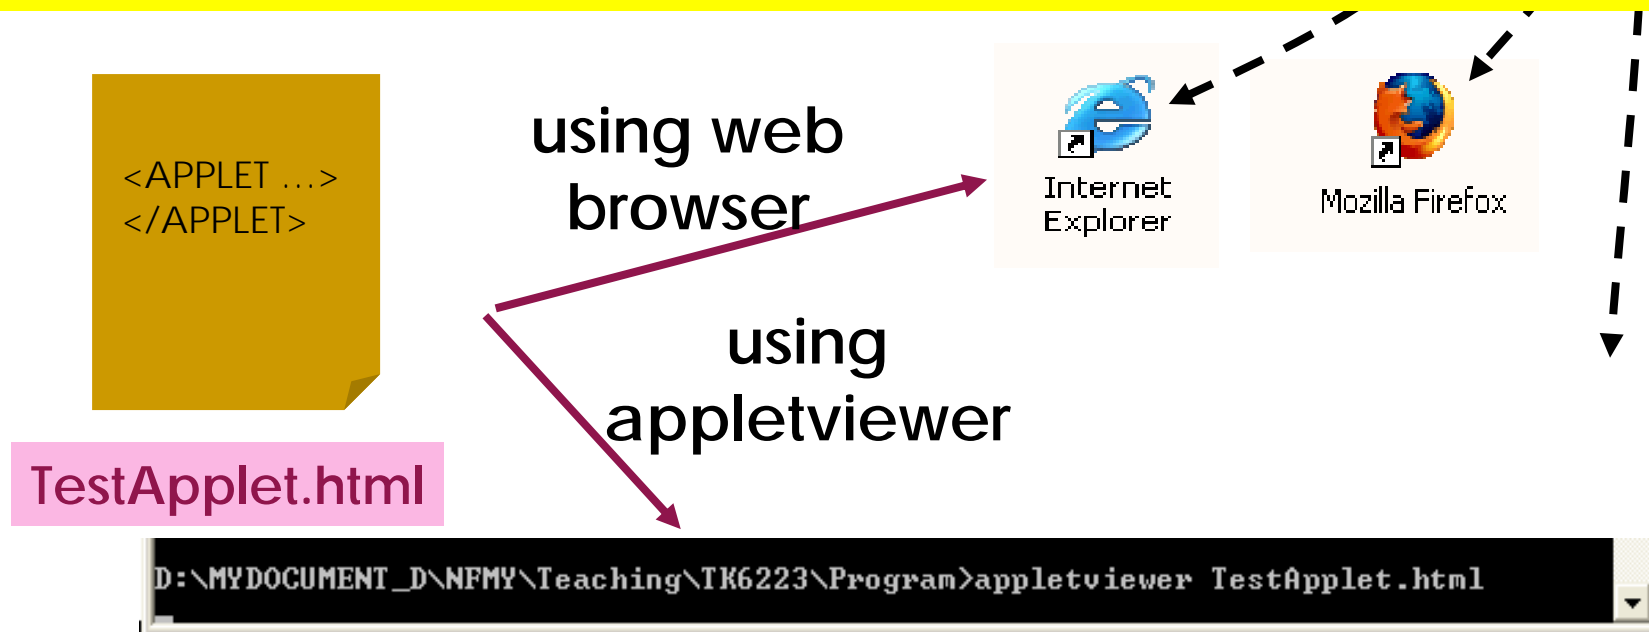 <APPLET …>
</APPLET>
using web
browser
Internet
Explorer
Mozilla Firefox
using
appletviewer
TestApplet.html
D:\MYDOCUMENT_D\NFMY\Teaching\TK6223\Program>appletviewer TestApplet.html